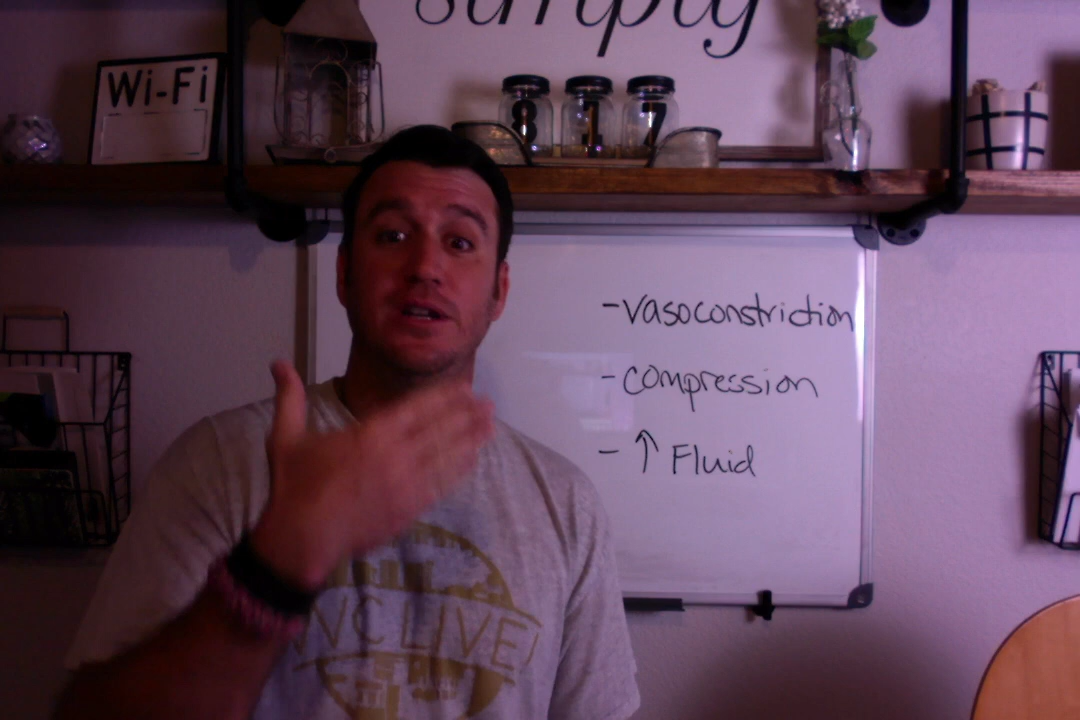 simply
Wi-Fi
817
-vasoconstriction
-compression
-↑ Fluid
VC LIVE!